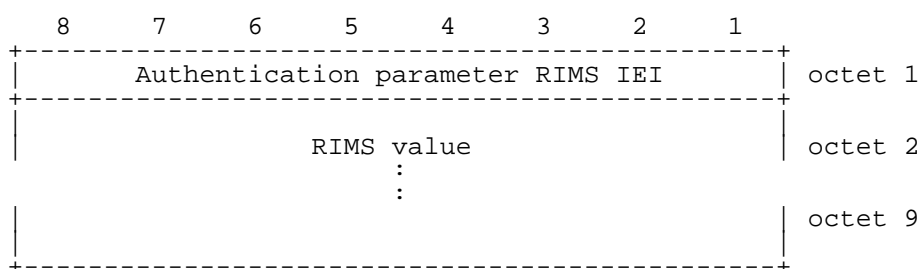 8 7 6 5 4 3 2 1
+-----------------------------------------------+
| Authentication parameter RIMS IEI | octet 1
+-----------------------------------------------+
| |
| RIMS value | octet 2
:
:
| | octet 9
| |
+-----------------------------------------------+